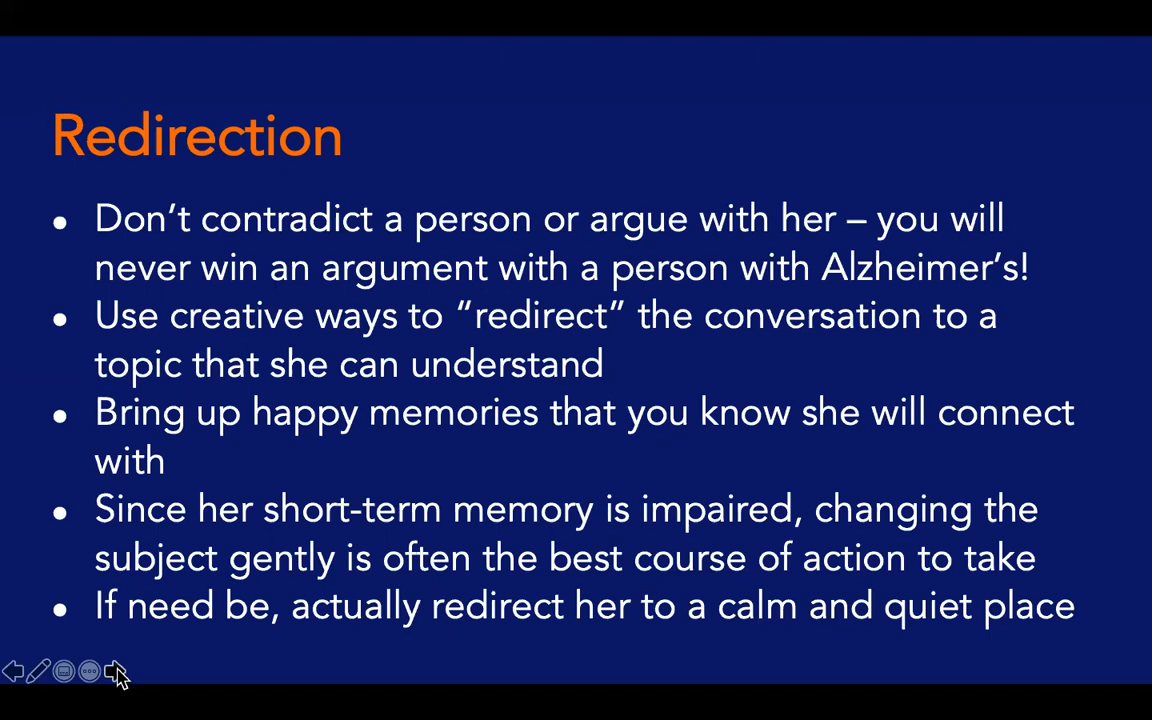 Redirection
• Don’t contradict a person or argue with her – you will
never win an argument with a person with Alzheimer’s!
• Use creative ways to “redirect” the conversation to a
topic that she can understand
• Bring up happy memories that you know she will connect
with
• Since her short-term memory is impaired, changing the
subject gently is often the best course of action to take
• If need be, actually redirect her to a calm and quiet place